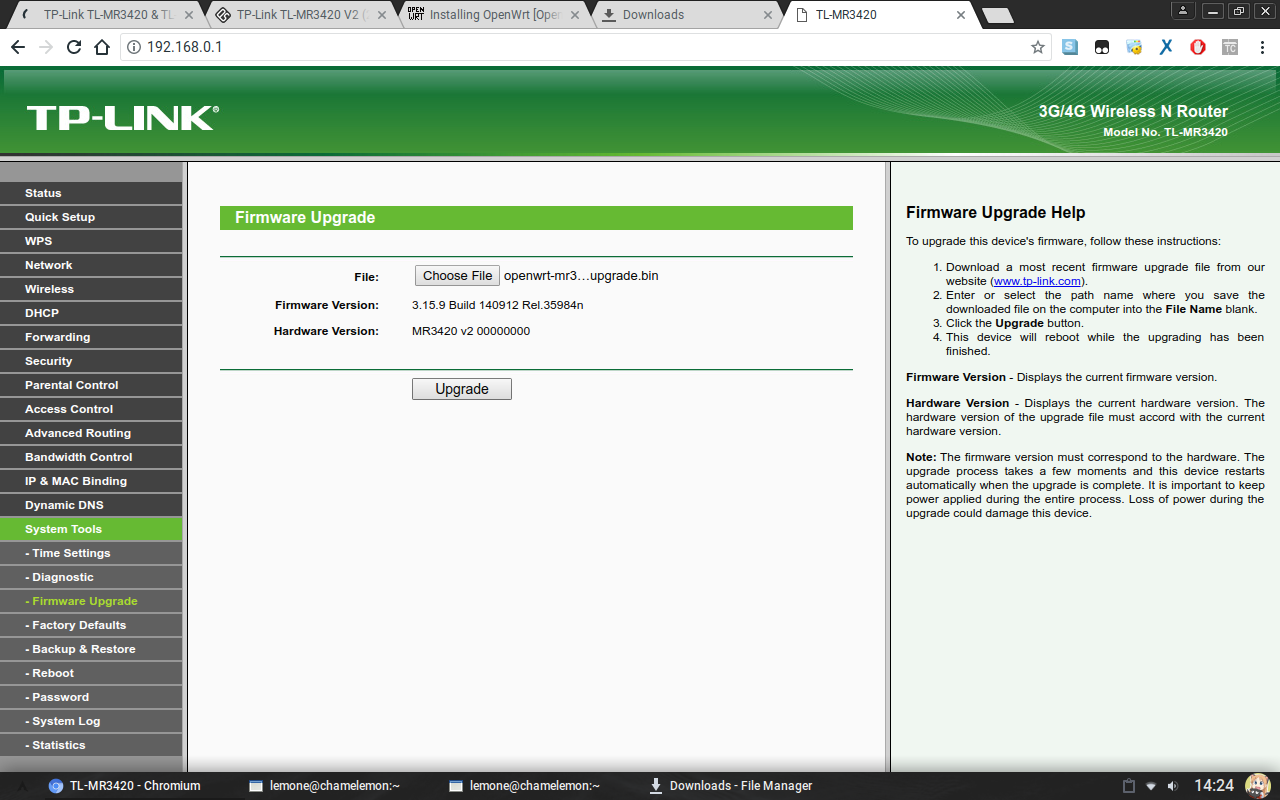 TP-Link TL-MR3420 & TL-
TP-Link TL-MR3420 V2 (
Installing OpenWrt [Ope
Downloads
TL-MR3420
192.168.0.1
TP-LINK®
3G/4G Wireless N Router
Model No. TL-MR3420
Status
Quick Setup
WPS
Network
Wireless
DHCP
Forwarding
Security
Parental Control
Access Control
Advanced Routing
Bandwidth Control
IP & MAC Binding
Dynamic DNS
System Tools
- Time Settings
- Diagnostic
- Firmware Upgrade
- Factory Defaults
- Backup & Restore
- Reboot
- Password
- System Log
- Statistics
Firmware Upgrade
File: Choose File openwrt-mr3…upgrade.bin
Firmware Version: 3.15.9 Build 140912 Rel.35984n
Hardware Version: MR3420 v2 00000000
Upgrade
Firmware Upgrade Help
To upgrade this device's firmware, follow these instructions:
1. Download a most recent firmware upgrade file from our
website (www.tp-link.com).
2. Enter or select the path name where you save the
downloaded file on the computer into the File Name blank.
3. Click the Upgrade button.
4. This device will reboot while the upgrading has been
finished.
Firmware Version - Displays the current firmware version.
Hardware Version - Displays the current hardware version. The
hardware version of the upgrade file must accord with the current
hardware version.
Note: The firmware version must correspond to the hardware. The
upgrade process takes a few moments and this device restarts
automatically when the upgrade is complete. It is important to keep
power applied during the entire process. Loss of power during the
upgrade could damage this device.
TL-MR3420 - Chromium
lemone@chamelemon:~
lemone@chamelemon:~
Downloads - File Manager
14:24